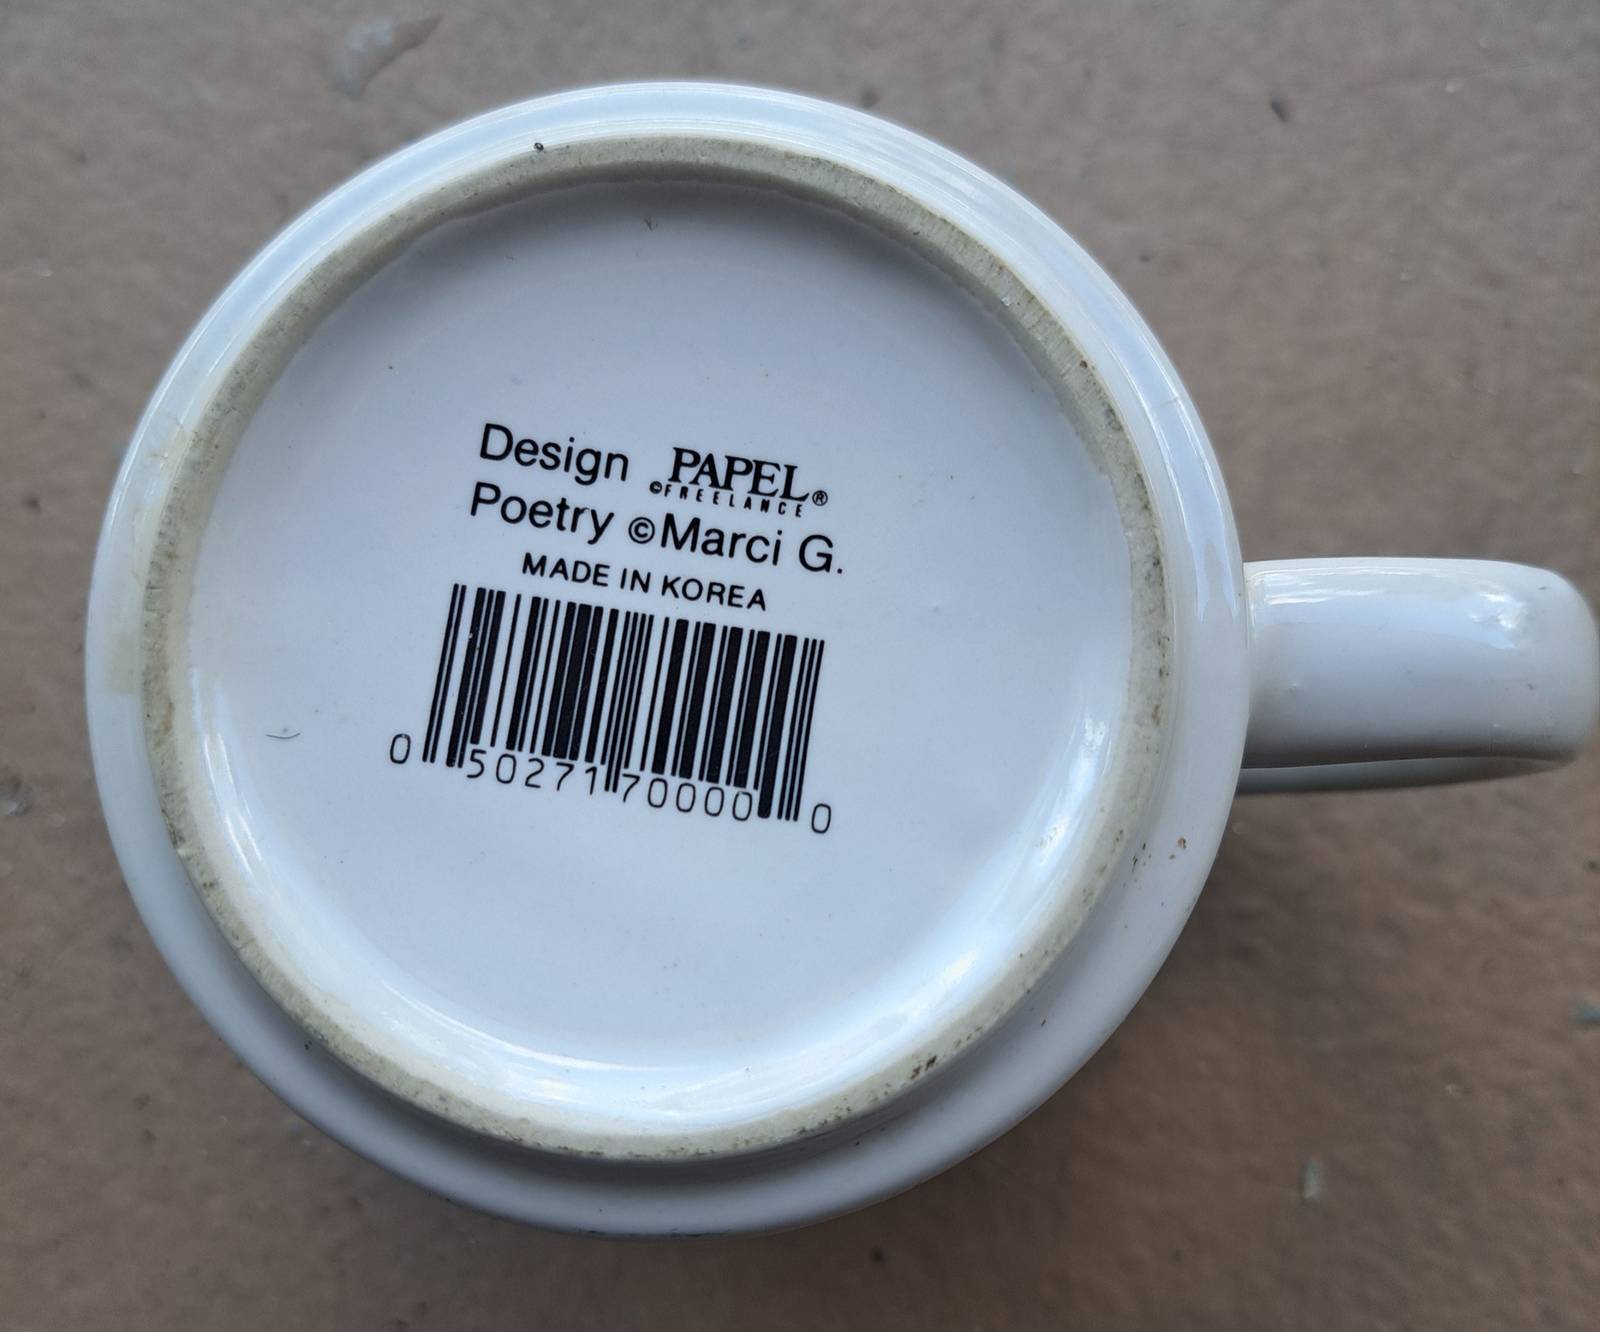 Design PAPEL®
©FREELANCE
Poetry ©Marci G.
MADE IN KOREA
0 50271 70000 0